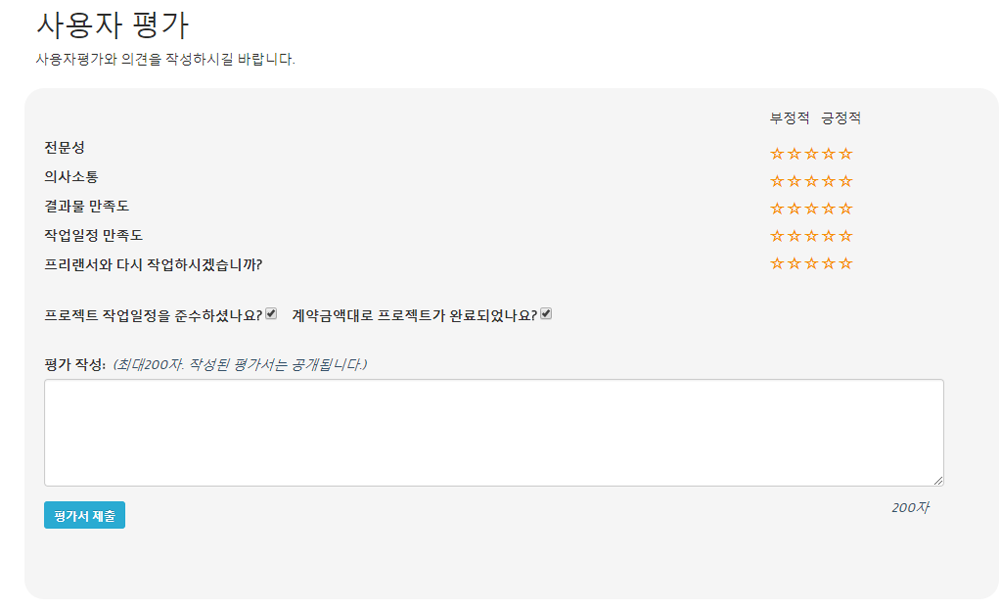 사용자 평가
사용자평가와 의견을 작성하시길 바랍니다.
부정적 긍정적
전문성 ☆☆☆☆☆
의사소통 ☆☆☆☆☆
결과물 만족도 ☆☆☆☆☆
작업일정 만족도 ☆☆☆☆☆
프리랜서와 다시 작업하시겠습니까? ☆☆☆☆☆
프로젝트 작업일정을 준수하셨나요? 계약금액대로 프로젝트가 완료되었나요?
평가 작성: (최대200자. 작성된 평가서는 공개됩니다.)
평가서 제출 200자